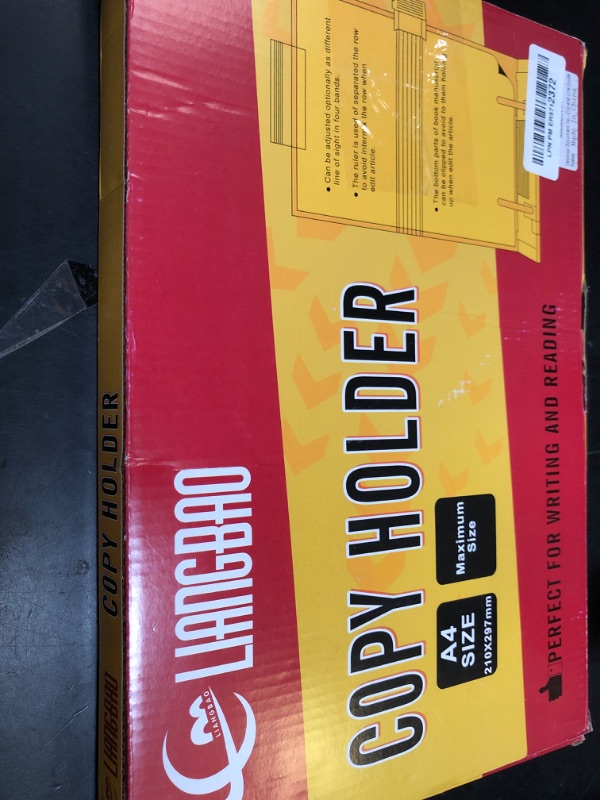 • Can be adjusted optionally as different
line of sight in four bands.
• The ruler is used of separated the row
to avoid the row when
edit article.
• The bottom parts of book
can be clipped to avoid to them
up when edit the article.
LPN PM ER8712372
COPY HOLDER
A4
SIZE
210X297mm
Maximum
Size
LIANGBAO
LIANGBAO
PERFECT FOR WRITING AND READING
LIANGBAO
COPY HOLDER